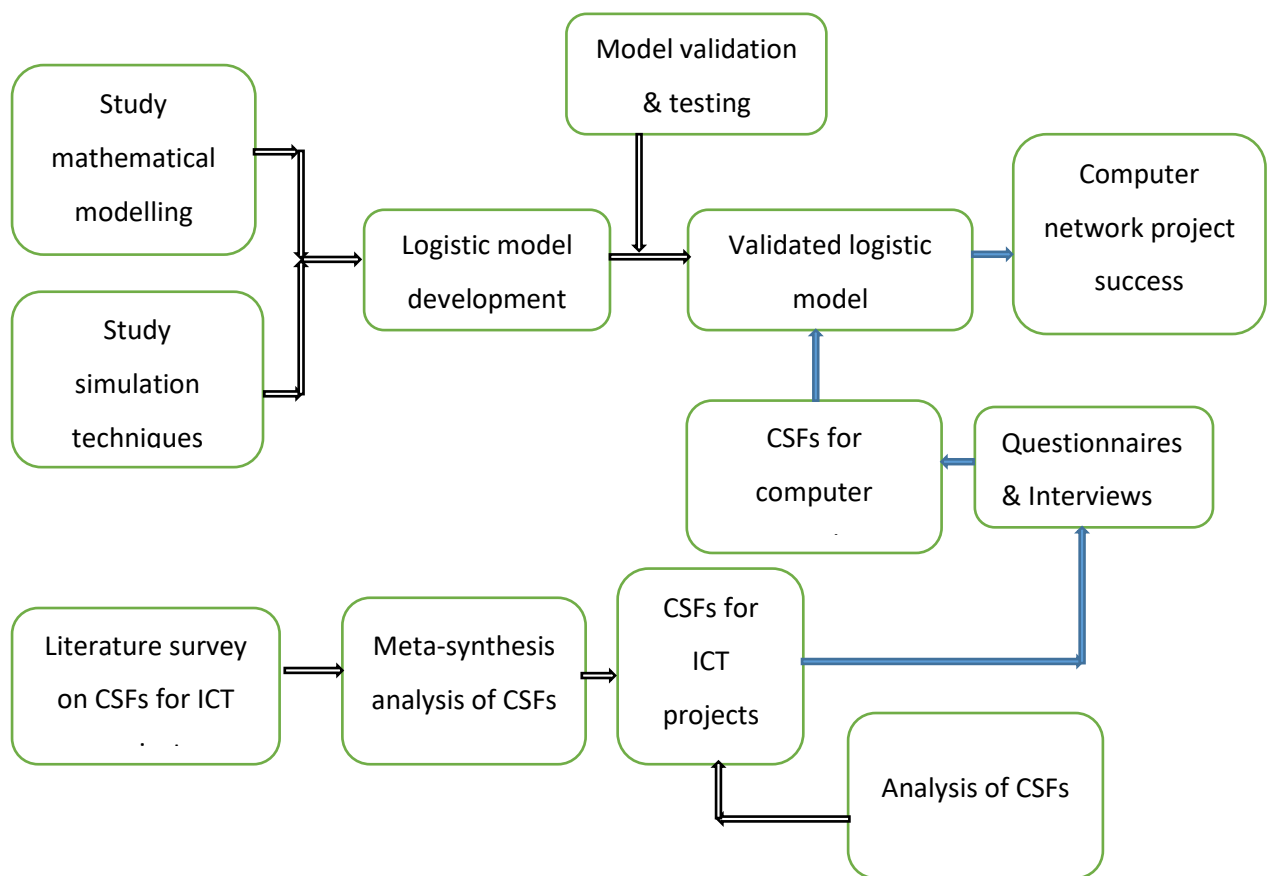 Model validation
& testing
Study
mathematical
modelling
Computer
network project
success
Logistic model
development
Validated logistic
model
Study
simulation
techniques
CSFs for
computer
Questionnaires
& Interviews
Literature survey
on CSFs for ICT
Meta-synthesis
analysis of CSFs
CSFs for
ICT
projects
Analysis of CSFs